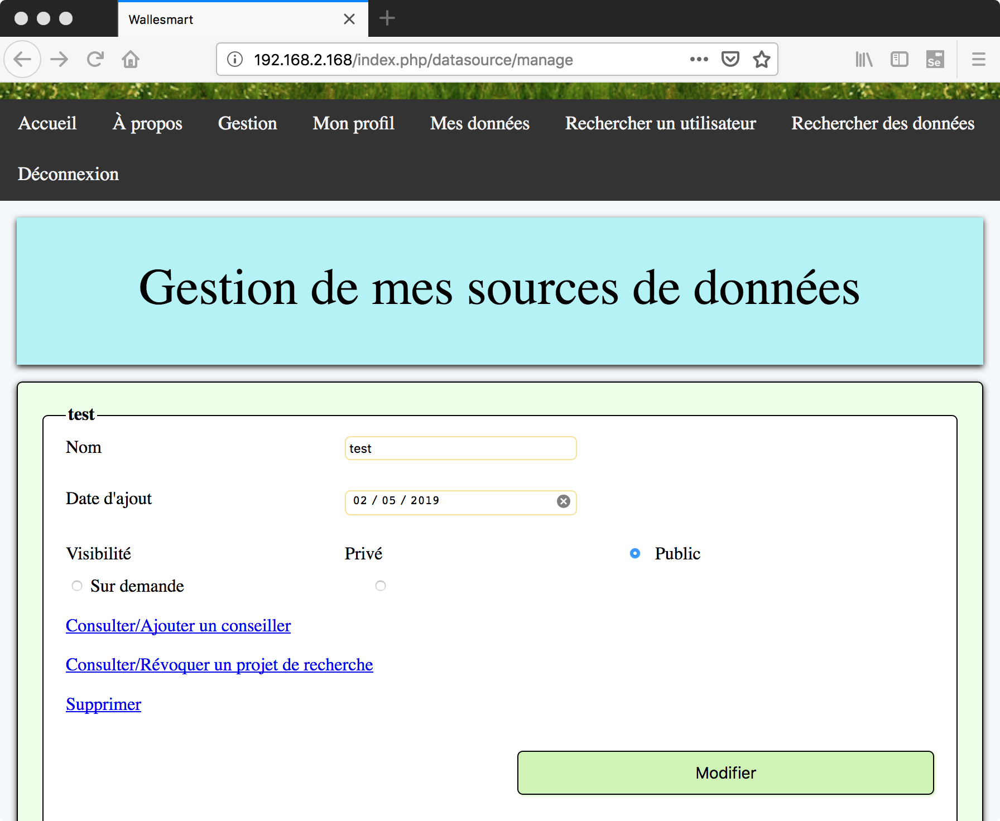 Wallesmart
192.168.2.168/index.php/datasource/manage
Se
Accueil À propos Gestion Mon profil Mes données Rechercher un utilisateur Rechercher des données
Déconnexion
Gestion de mes sources de données
test
Nom test
Date d'ajout 02 / 05 / 2019
Visibilité Privé Public
Sur demande
Consulter/Ajouter un conseiller
Consulter/Révoquer un projet de recherche
Supprimer
Modifier